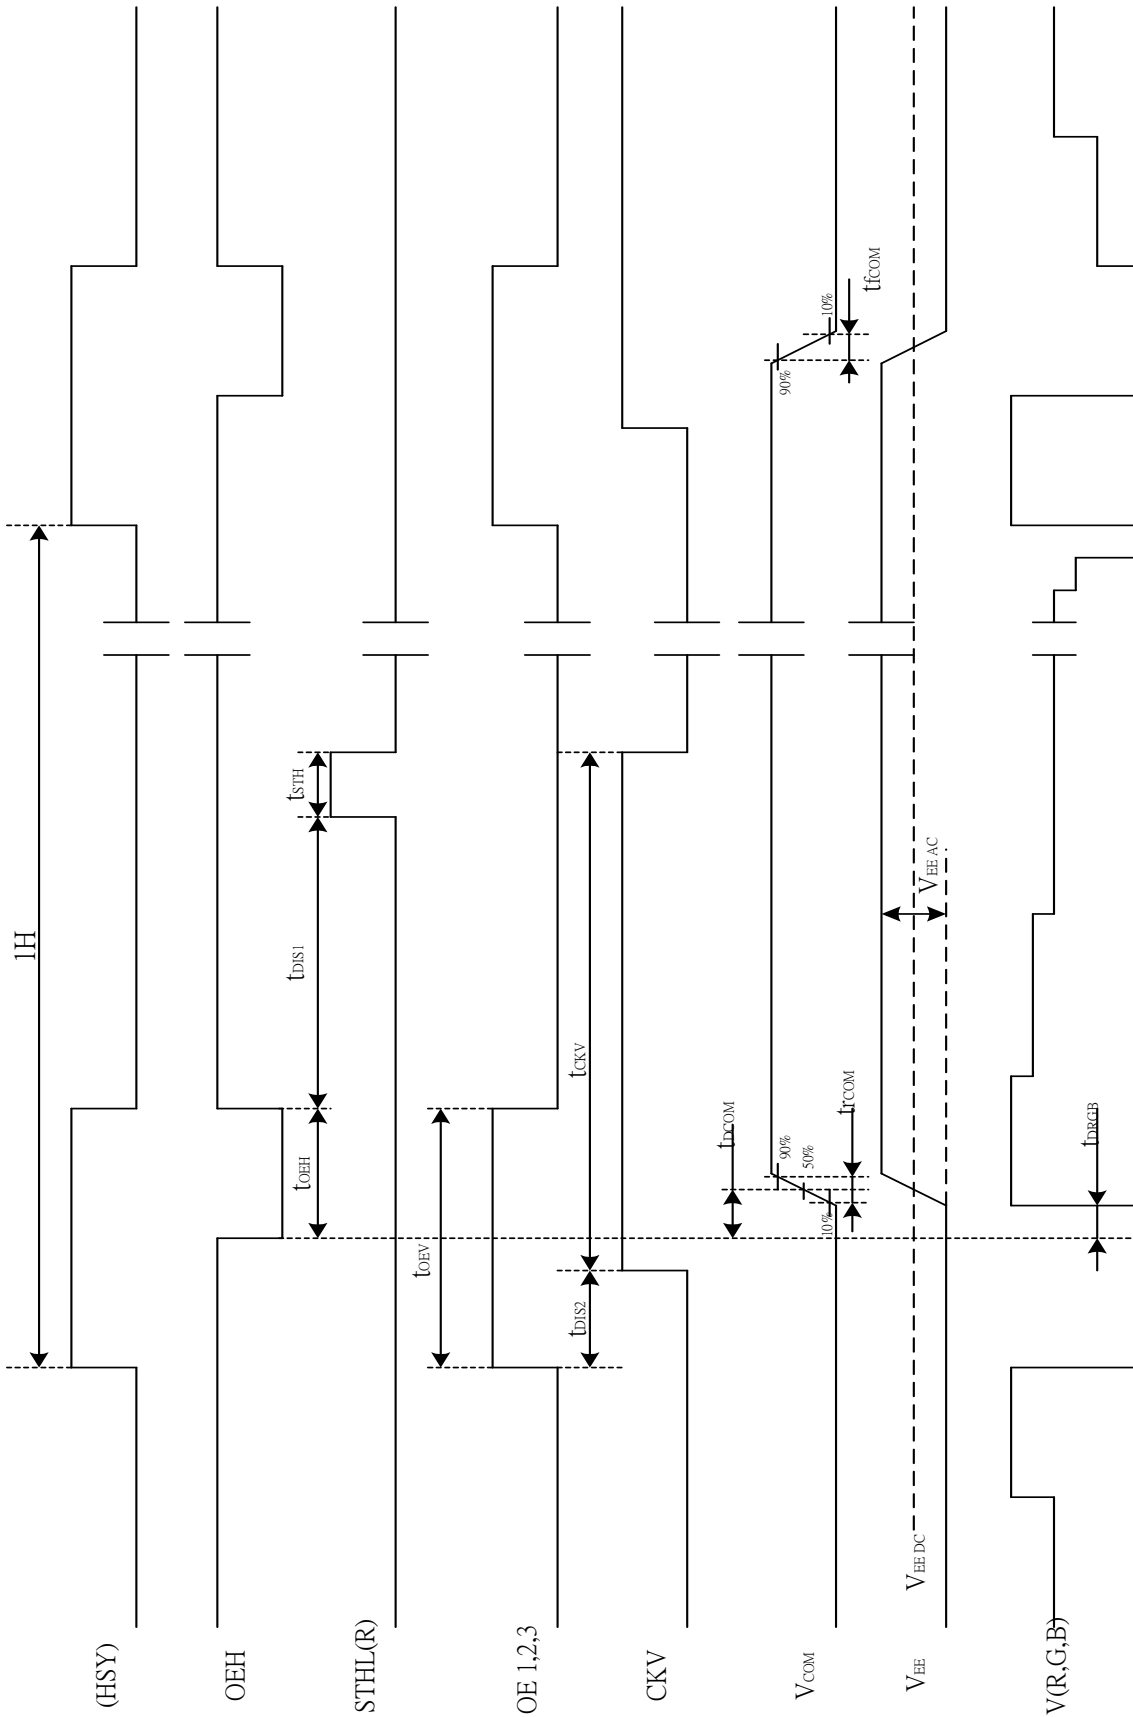 1H
(HSY)
OEH
tOEH
tDIS1
tSTH
STHL(R)
tOEV
OE 1,2,3
tDIS2
tCKV
CKV
tDCOM
90%
50%
10%
trCOM
90%
10%
tfCOM
VCOM
VEE AC
VEE DC
VEE
tDRGB
V(R,G,B)